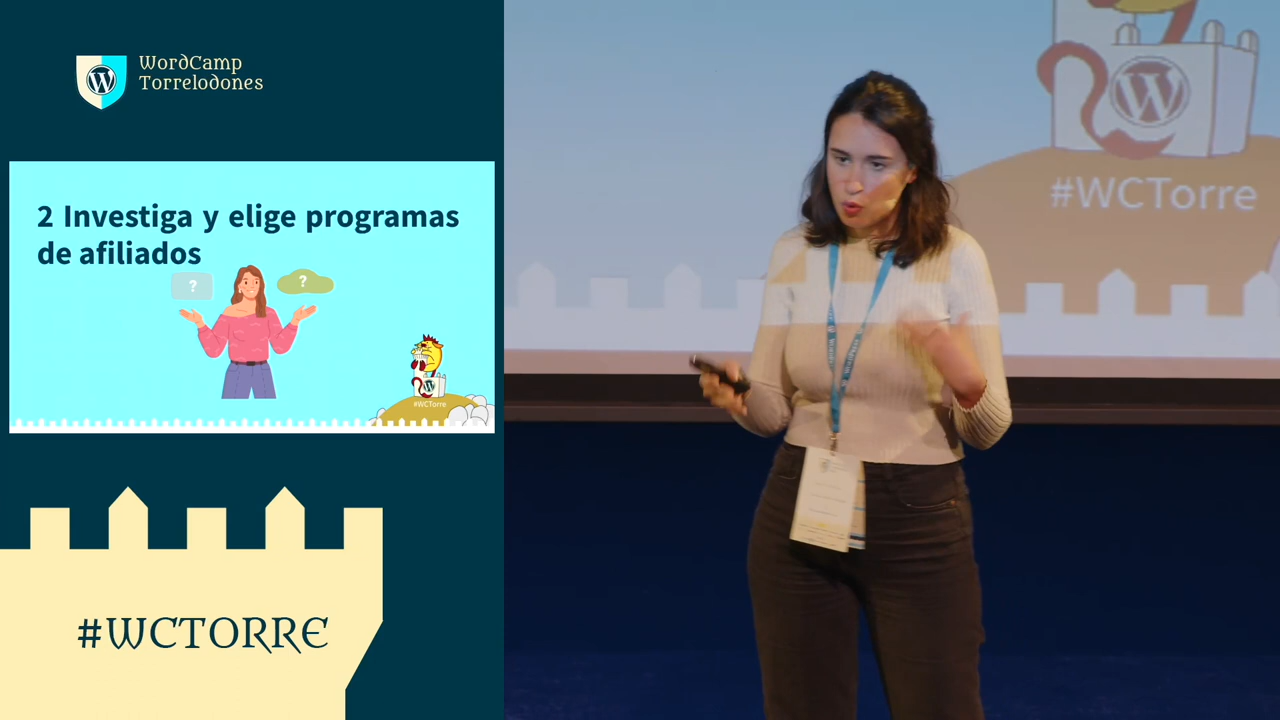 WordCamp
Torrelodones
2 Investiga y elige programas
de afiliados
?
?
#WCTorre
#WCTORRE
#WCTorre